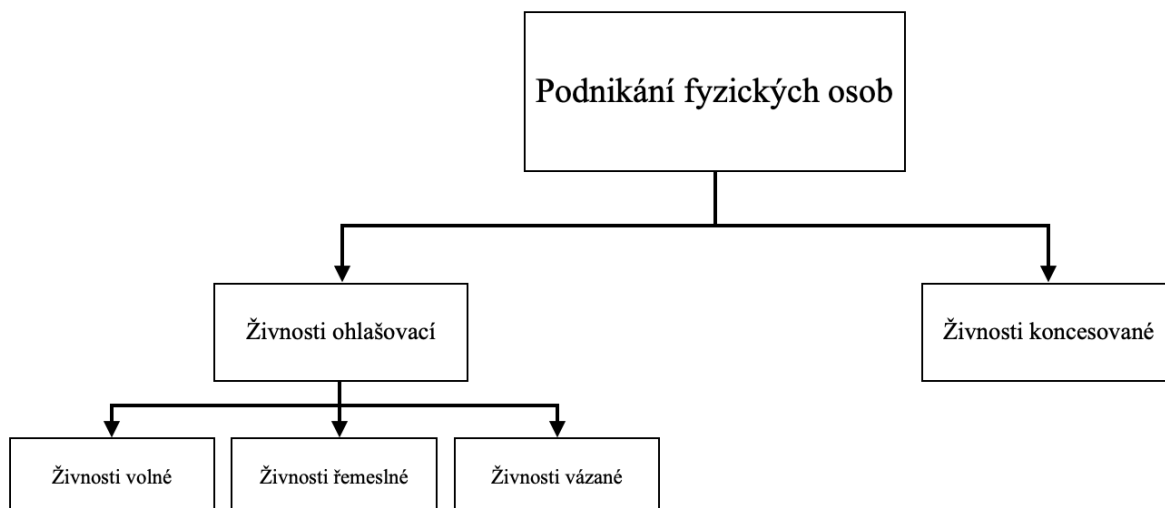 Podnikání fyzických osob
Živnosti ohlašovací
Živnosti koncesované
Živnosti volné
Živnosti řemeslné
Živnosti vázané